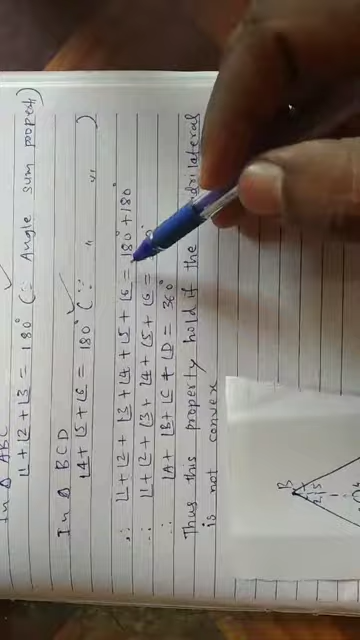 In Δ ABC
∠1+∠2+∠3 = 180° (∵ Angle sum property)
In Δ BCD
∠4+∠5+∠6 = 180° (∵ " ")
∴ ∠1+∠2+∠3+∠4+∠5+∠6 = 180°+180°
∴ ∠1+∠2+∠3+∠4+∠5+∠6 =
∴ ∠A+∠B+∠C+∠D = 360°
Thus this property hold if the
is not convex
B